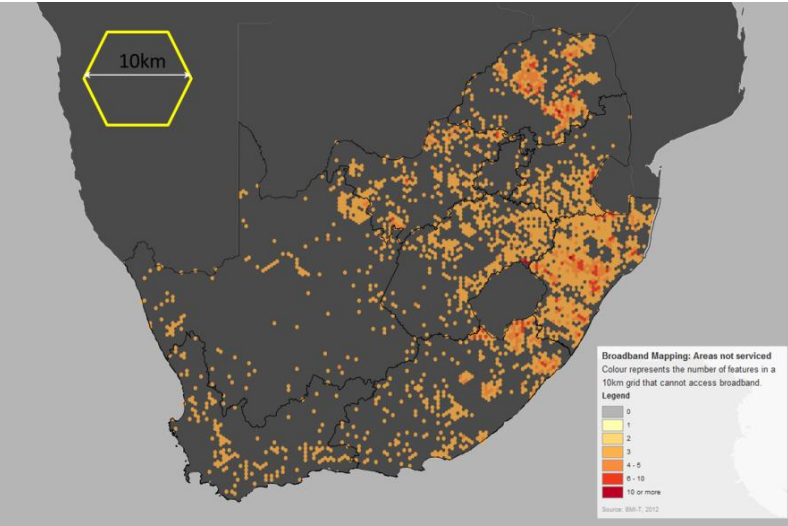 10km
Broadband Mapping: Areas not serviced
Colour represents the number of features in a
10km grid that cannot access broadband.
Legend
0
1
2
3
4 - 5
6 - 10
10 or more
Source: BMI-T, 2012